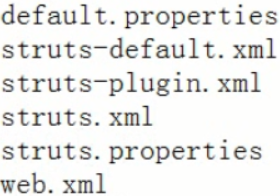 default.properties
struts-default.xml
struts-plugin.xml
struts.xml
struts.properties
web.xml